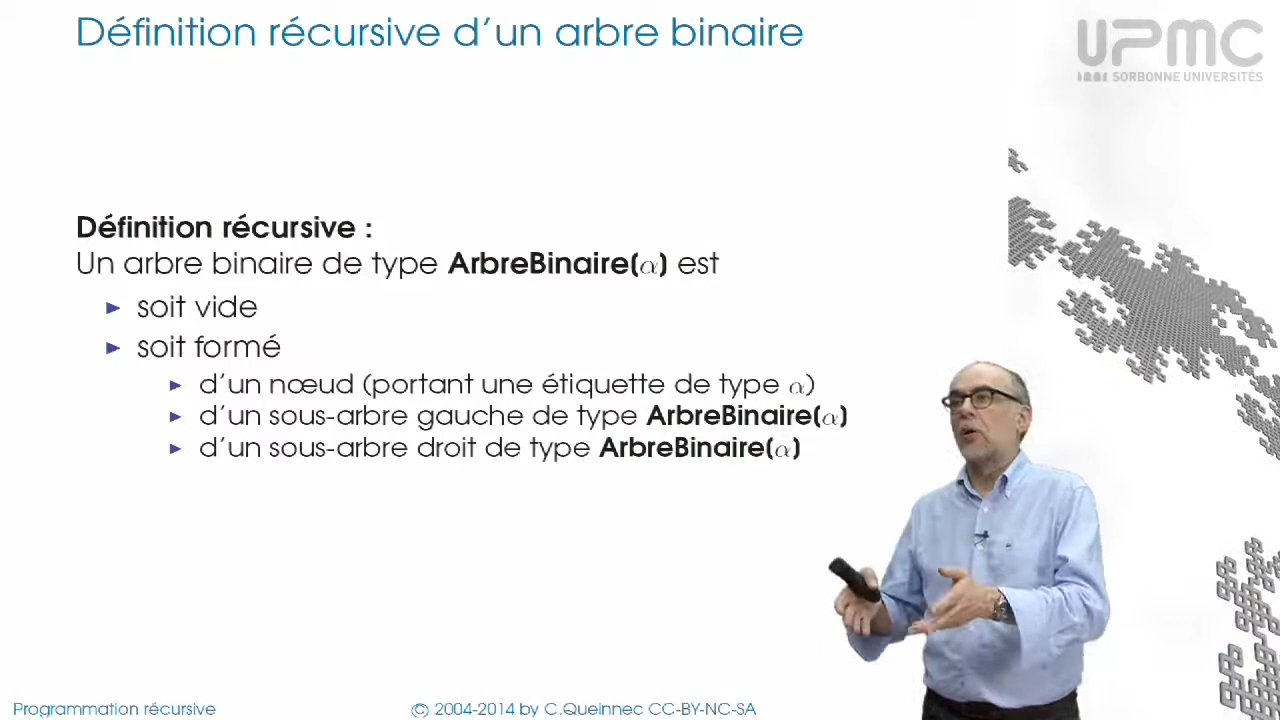 Définition récursive d'un arbre binaire
UPMC
SORBONNE UNIVERSITÉS
Définition récursive :
Un arbre binaire de type ArbreBinaire(α) est
► soit vide
► soit formé
► d'un nœud (portant une étiquette de type α)
► d'un sous-arbre gauche de type ArbreBinaire(α)
► d'un sous-arbre droit de type ArbreBinaire(α)
Programmation récursive
© 2004-2014 by C.Queinnec CC-BY-NC-SA